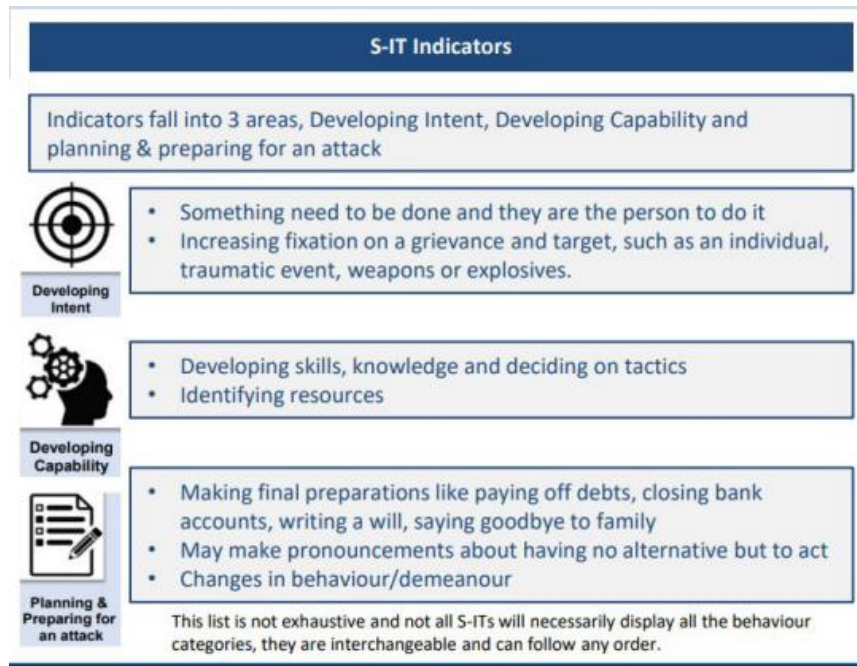 S-IT Indicators
Indicators fall into 3 areas, Developing Intent, Developing Capability and
planning & preparing for an attack
• Something need to be done and they are the person to do it
• Increasing fixation on a grievance and target, such as an individual,
traumatic event, weapons or explosives.
Developing
Intent
• Developing skills, knowledge and deciding on tactics
• Identifying resources
Developing
Capability
• Making final preparations like paying off debts, closing bank
accounts, writing a will, saying goodbye to family
• May make pronouncements about having no alternative but to act
• Changes in behaviour/demeanour
Planning &
Preparing for
an attack
This list is not exhaustive and not all S-ITs will necessarily display all the behaviour
categories, they are interchangeable and can follow any order.